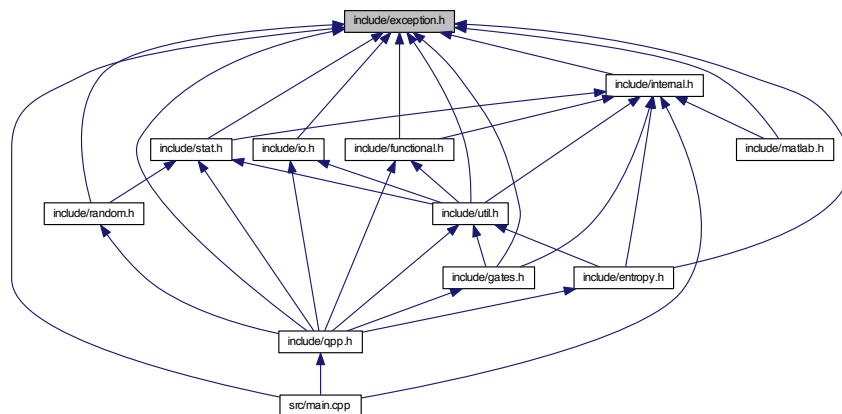 include/exception.h
include/internal.h
include/stat.h
include/io.h
include/functional.h
include/matlab.h
include/random.h
include/util.h
include/gates.h
include/entropy.h
include/qpp.h
src/main.cpp